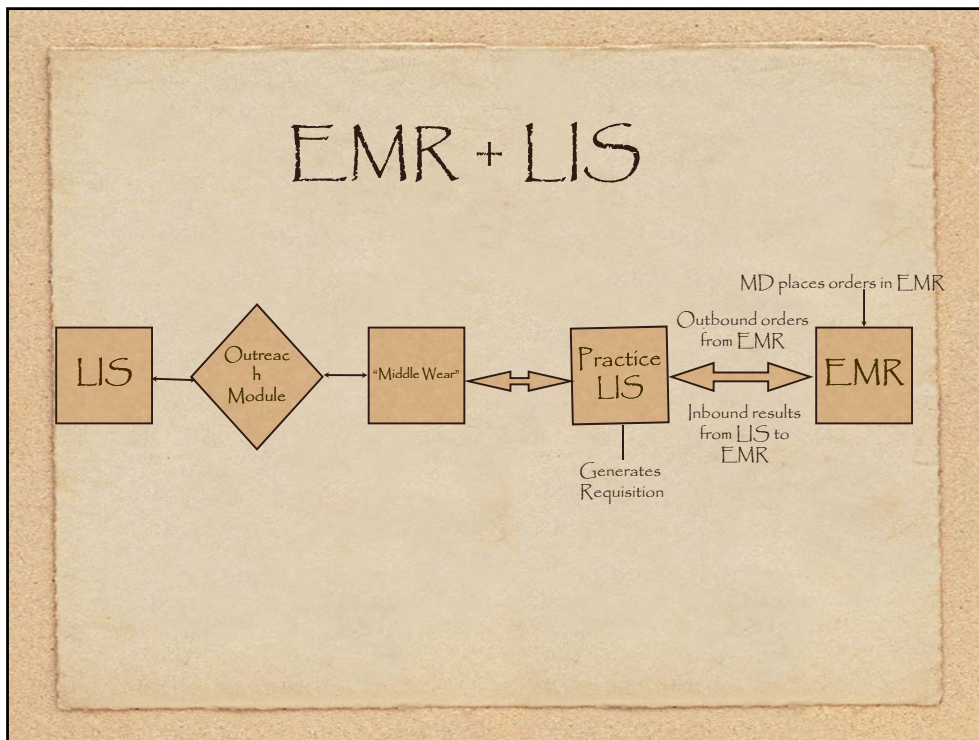 EMR + LIS
LIS
Outreac
h
Module
"Middle Wear"
Practice
LIS
Generates
Requisition
Outbound orders
from EMR
Inbound results
from LIS to
EMR
MD places orders in EMR
EMR